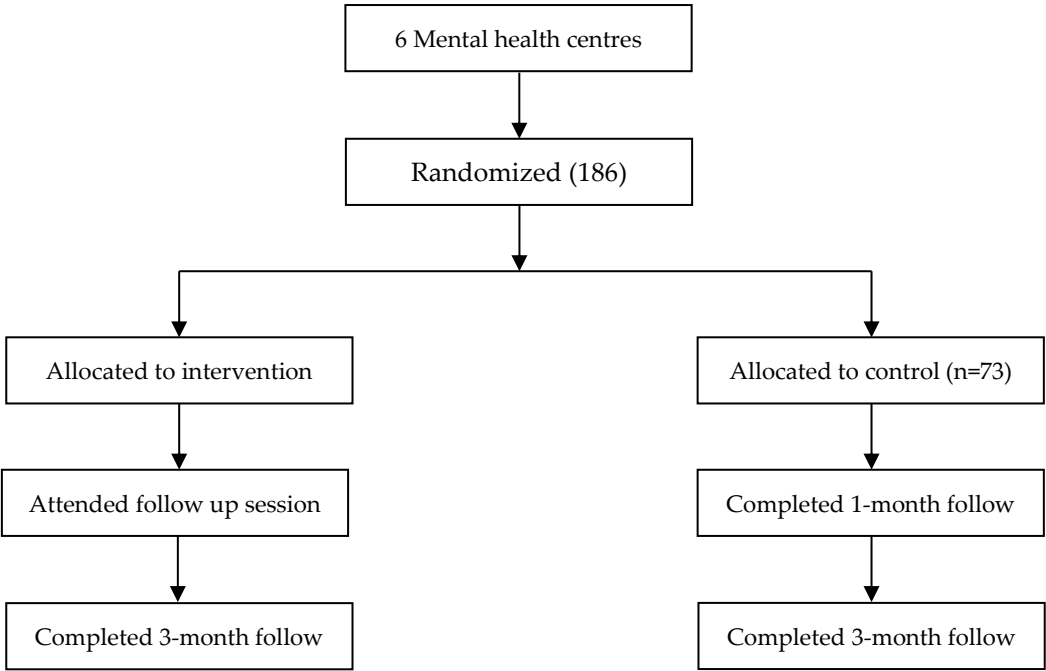 6 Mental health centres
Randomized (186)
Allocated to intervention
Allocated to control (n=73)
Attended follow up session
Completed 1-month follow
Completed 3-month follow
Completed 3-month follow